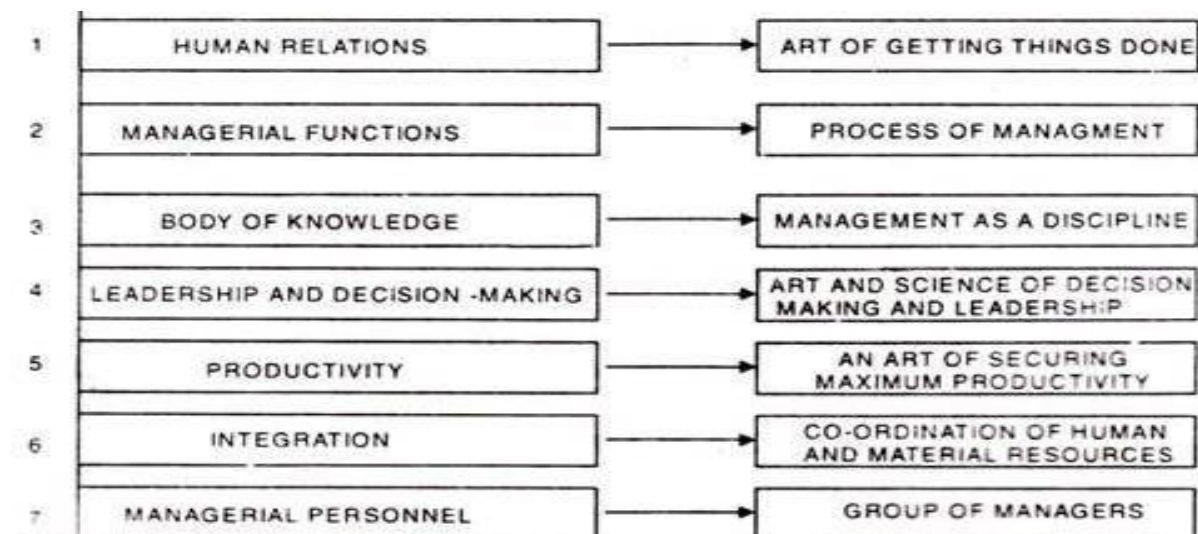 1 HUMAN RELATIONS ART OF GETTING THINGS DONE
2 MANAGERIAL FUNCTIONS PROCESS OF MANAGMENT
3 BODY OF KNOWLEDGE MANAGEMENT AS A DISCIPLINE
4 LEADERSHIP AND DECISION -MAKING ART AND SCIENCE OF DECISION
MAKING AND LEADERSHIP
5 PRODUCTIVITY AN ART OF SECURING
MAXIMUM PRODUCTIVITY
6 INTEGRATION CO-ORDINATION OF HUMAN
AND MATERIAL RESOURCES
7 MANAGERIAL PERSONNEL GROUP OF MANAGERS